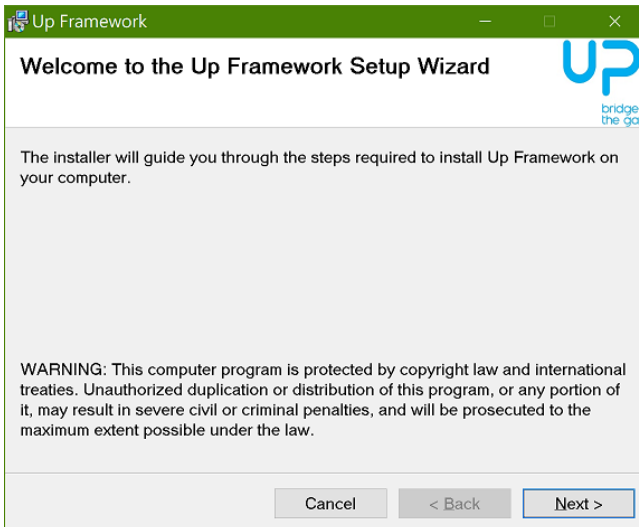 Up Framework
Welcome to the Up Framework Setup Wizard
UP
bridge
the ga
The installer will guide you through the steps required to install Up Framework on
your computer.
WARNING: This computer program is protected by copyright law and international
treaties. Unauthorized duplication or distribution of this program, or any portion of
it, may result in severe civil or criminal penalties, and will be prosecuted to the
maximum extent possible under the law.
Cancel < Back Next >